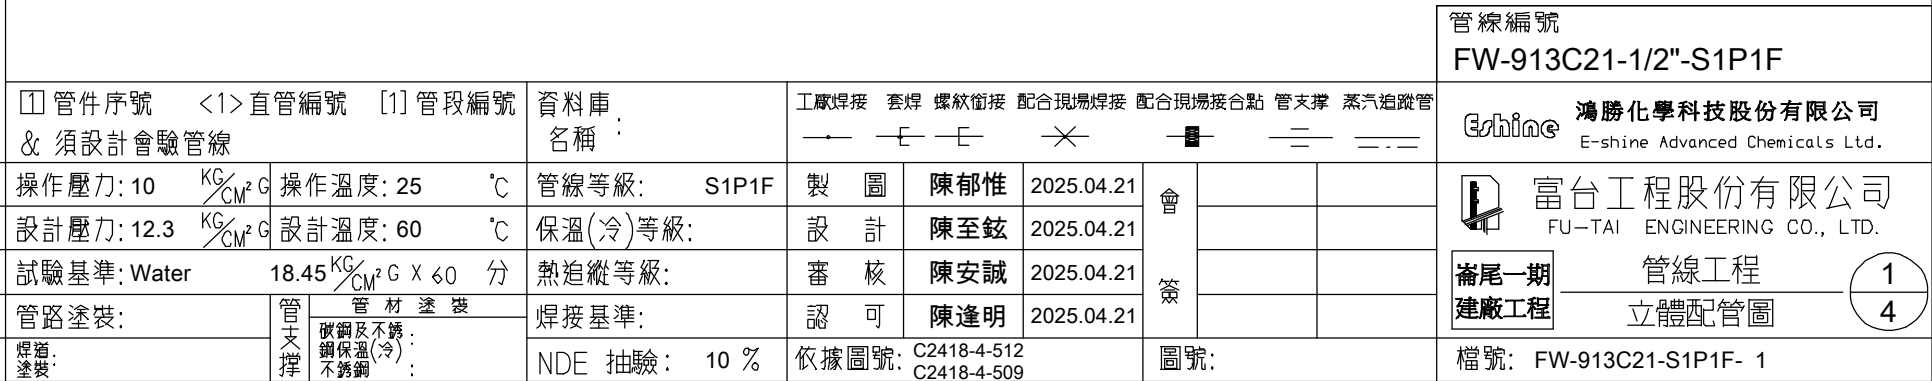 管線編號
FW-913C21-1/2"-S1P1F
1 管件序號 <1>直管編號 [1] 管段編號
& 須設計會驗管線
資料庫
名稱 :
工廠焊接 套焊 螺紋銜接 配合現場焊接 配合現場接合點 管支撐 蒸汽追蹤管
Eshine 鴻勝化學科技股份有限公司
E-shine Advanced Chemicals Ltd.
操作壓力: 10 KG/CM² G 操作溫度: 25 °C 管線等級: S1P1F 製 圖 陳郁惟 2025.04.21
設計壓力: 12.3 KG/CM² G 設計溫度: 60 °C 保溫(冷)等級: 設 計 陳至鉉 2025.04.21
試驗基準: Water 18.45 KG/CM² G X 60 分 熱追縱等級: 審 核 陳安誠 2025.04.21
管路塗裝: 管支撐 管 材 塗 裝 焊接基準: 認 可 陳逢明 2025.04.21
會簽
碳鋼及不銹 :
鋼保溫(冷)
不銹鋼 :
焊道:
塗裝:
NDE 抽驗: 10 % 依據圖號: C2418-4-512
C2418-4-509
圖號:
富台工程股份有限公司
FU-TAI ENGINEERING CO., LTD.
崙尾一期
建廠工程
管線工程
立體配管圖
1
4
檔號: FW-913C21-S1P1F- 1